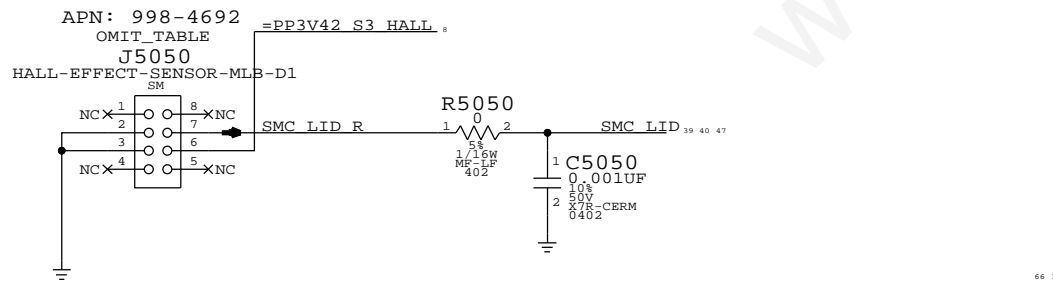 APN: 998-4692
OMIT_TABLE
J5050
HALL-EFFECT-SENSOR-MLB-D1
SM
=PP3V42_S3_HALL 8
NC 1 8 NC
2 7 SMC_LID_R
3 6
NC 4 5 NC
R5050
0
1 2
5%
1/16W
MF-LF
402
SMC_LID 39 40 47
1 C5050
0.001UF
10%
50V
2 X7R-CERM
0402
W
66